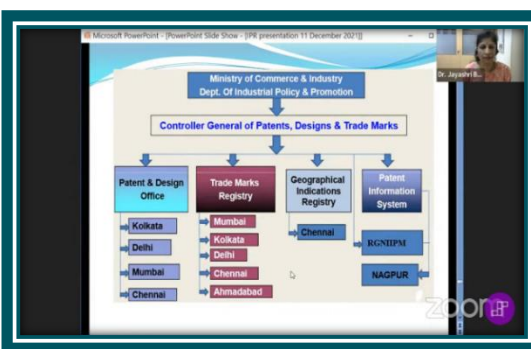 Microsoft PowerPoint - [PowerPoint Slide Show - [IPR presentation 11 December 2021]]
Dr. Jayashri B...
Ministry of Commerce & Industry
Dept. Of Industrial Policy & Promotion
Controller General of Patents, Designs & Trade Marks
Patent & Design
Office
Kolkata
Delhi
Mumbai
Chennai
Trade Marks
Registry
Mumbai
Kolkata
Delhi
Chennai
Ahmadabad
Geographical
Indications
Registry
Chennai
Patent
Information
System
RGNIIPM
NAGPUR
zoom